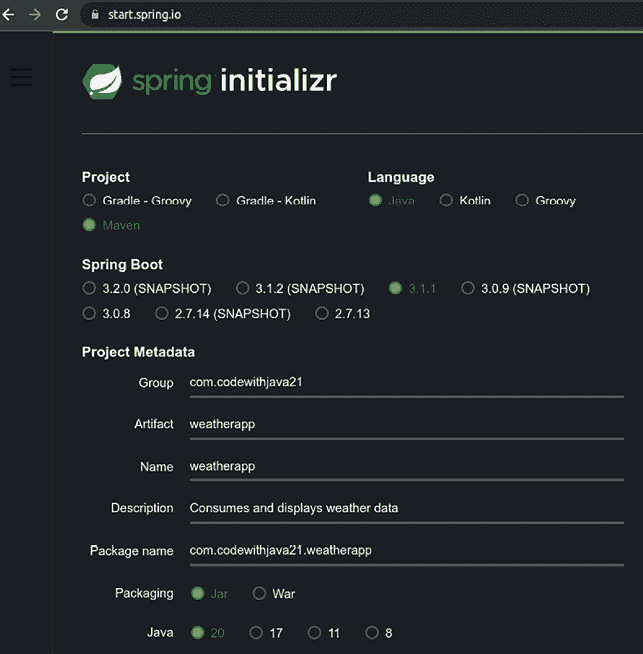 start.spring.io
spring initializr
Project
Language
Gradle - Groovy Gradle - Kotlin
Java Kotlin Groovy
Maven
Spring Boot
3.2.0 (SNAPSHOT) 3.1.2 (SNAPSHOT) 3.1.1 3.0.9 (SNAPSHOT)
3.0.8 2.7.14 (SNAPSHOT) 2.7.13
Project Metadata
Group com.codewithjava21
Artifact weatherapp
Name weatherapp
Description Consumes and displays weather data
Package name com.codewithjava21.weatherapp
Packaging Jar War
Java 20 17 11 8